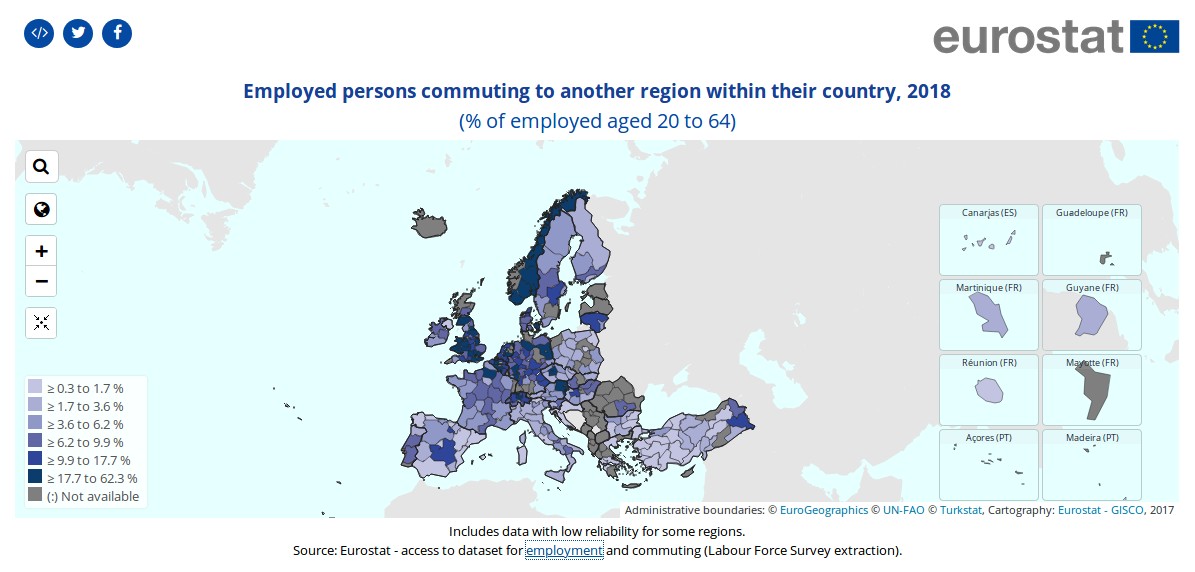 eurostat
Employed persons commuting to another region within their country, 2018
(% of employed aged 20 to 64)
Canarjas (ES)
Guadeloupe (FR)
Martinique (FR)
Guyane (FR)
Réunion (FR)
Mayotte (FR)
Açores (PT)
Madeira (PT)
≥ 0.3 to 1.7 %
≥ 1.7 to 3.6 %
≥ 3.6 to 6.2 %
≥ 6.2 to 9.9 %
≥ 9.9 to 17.7 %
≥ 17.7 to 62.3 %
(:) Not available
Administrative boundaries: © EuroGeographics © UN-FAO © Turkstat, Cartography: Eurostat - GISCO, 2017
Includes data with low reliability for some regions.
Source: Eurostat - access to dataset for employment and commuting (Labour Force Survey extraction).